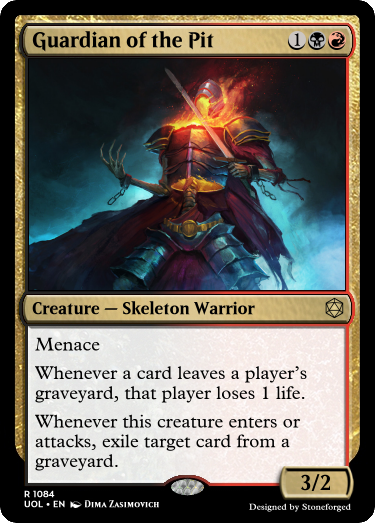 Guardian of the Pit 1
Creature — Skeleton Warrior
Menace
Whenever a card leaves a player's
graveyard, that player loses 1 life.
Whenever this creature enters or
attacks, exile target card from a
graveyard.
3/2
R 1084
UOL • EN Dima Zasimovich
Designed by Stoneforged